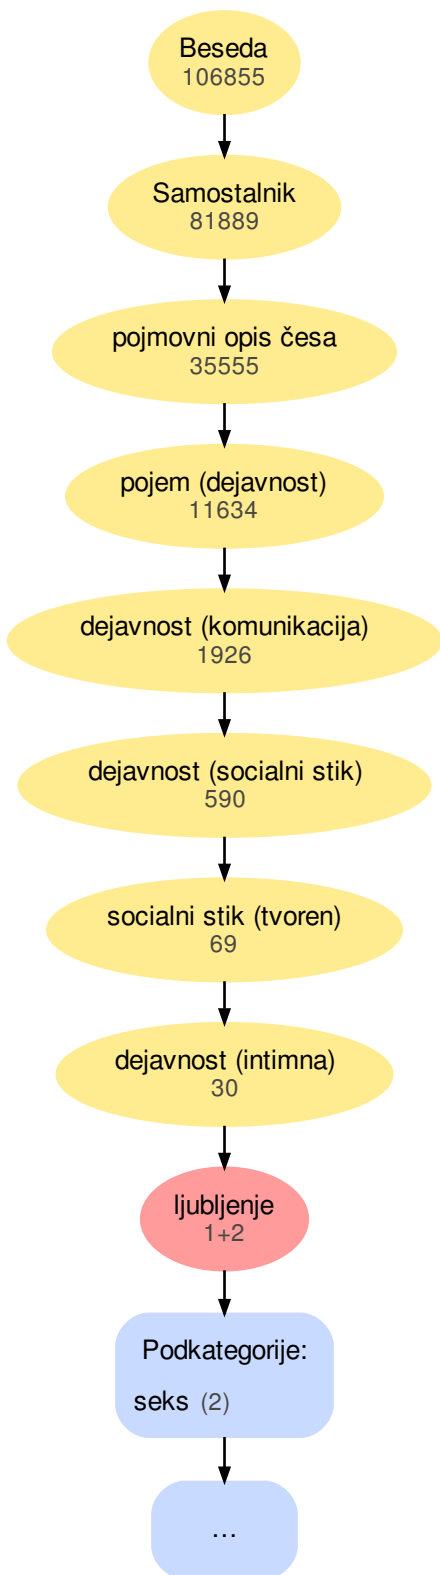 Beseda
106855
Samostalnik
81889
pojmovni opis česa
35555
pojem (dejavnost)
11634
dejavnost (komunikacija)
1926
dejavnost (socialni stik)
590
socialni stik (tvoren)
69
dejavnost (intimna)
30
ljubljenje
1+2
Podkategorije:
seks (2)
…